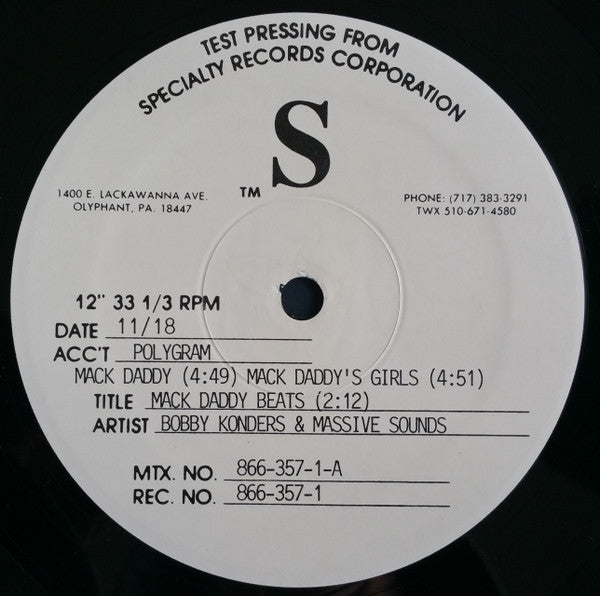 TEST PRESSING FROM
SPECIALTY RECORDS CORPORATION
S
TM
1400 E. LACKAWANNA AVE.
OLYPHANT, PA. 18447
PHONE: (717) 383-3291
TWX 510-671-4580
12" 33 1/3 RPM
DATE 11/18
ACC'T POLYGRAM
MACK DADDY (4:49) MACK DADDY'S GIRLS (4:51)
TITLE MACK DADDY BEATS (2:12)
ARTIST BOBBY KONDERS & MASSIVE SOUNDS
MTX. NO. 866-357-1-A
REC. NO. 866-357-1